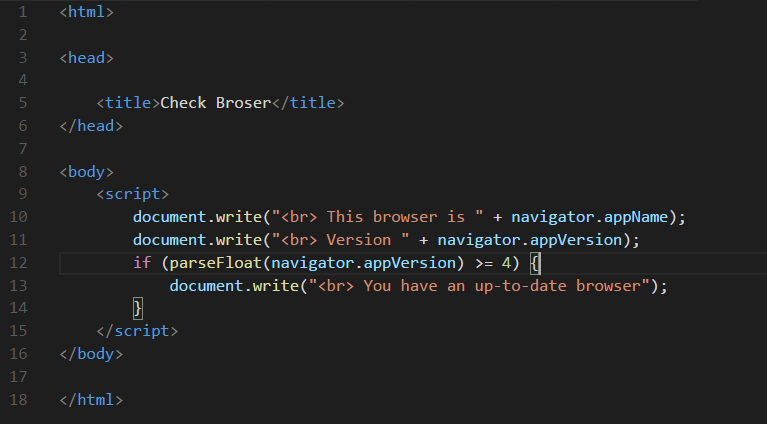 1 <html>
2
3 <head>
4
5     <title>Check Broser</title>
6 </head>
7
8 <body>
9     <script>
10         document.write("<br> This browser is " + navigator.appName);
11         document.write("<br> Version " + navigator.appVersion);
12         if (parseFloat(navigator.appVersion) >= 4) {
13             document.write("<br> You have an up-to-date browser");
14         }
15     </script>
16 </body>
17
18 </html>